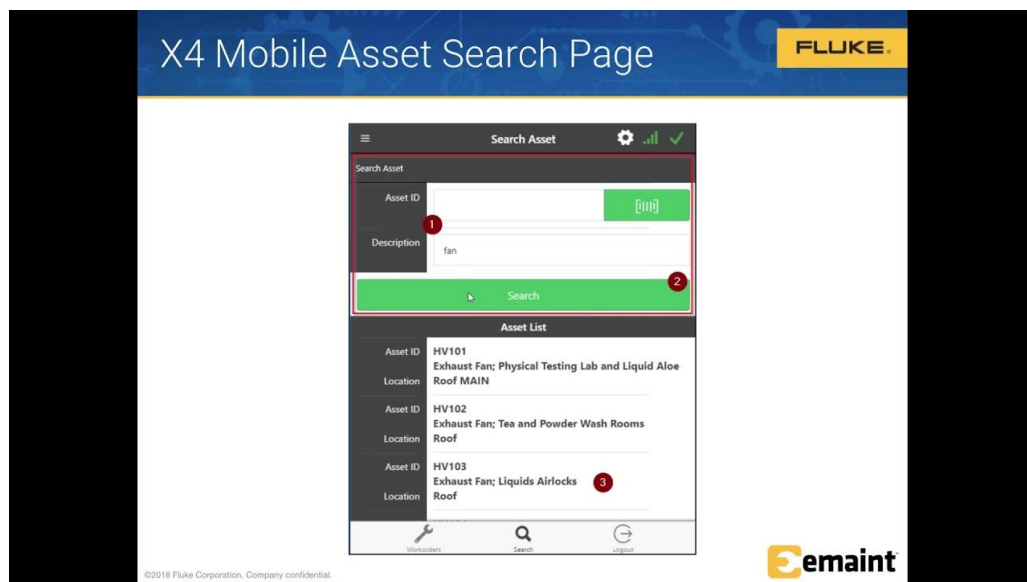 X4 Mobile Asset Search Page
FLUKE®
Search Asset
Search Asset
Asset ID
1
Description
fan
2
Search
Asset List
Asset ID HV101
Exhaust Fan; Physical Testing Lab and Liquid Aloe
Location Roof MAIN
Asset ID HV102
Exhaust Fan; Tea and Powder Wash Rooms
Location Roof
Asset ID HV103
Exhaust Fan; Liquids Airlocks
3
Location Roof
Workorders Search Logout
©2018 Fluke Corporation. Company confidential.
emaint